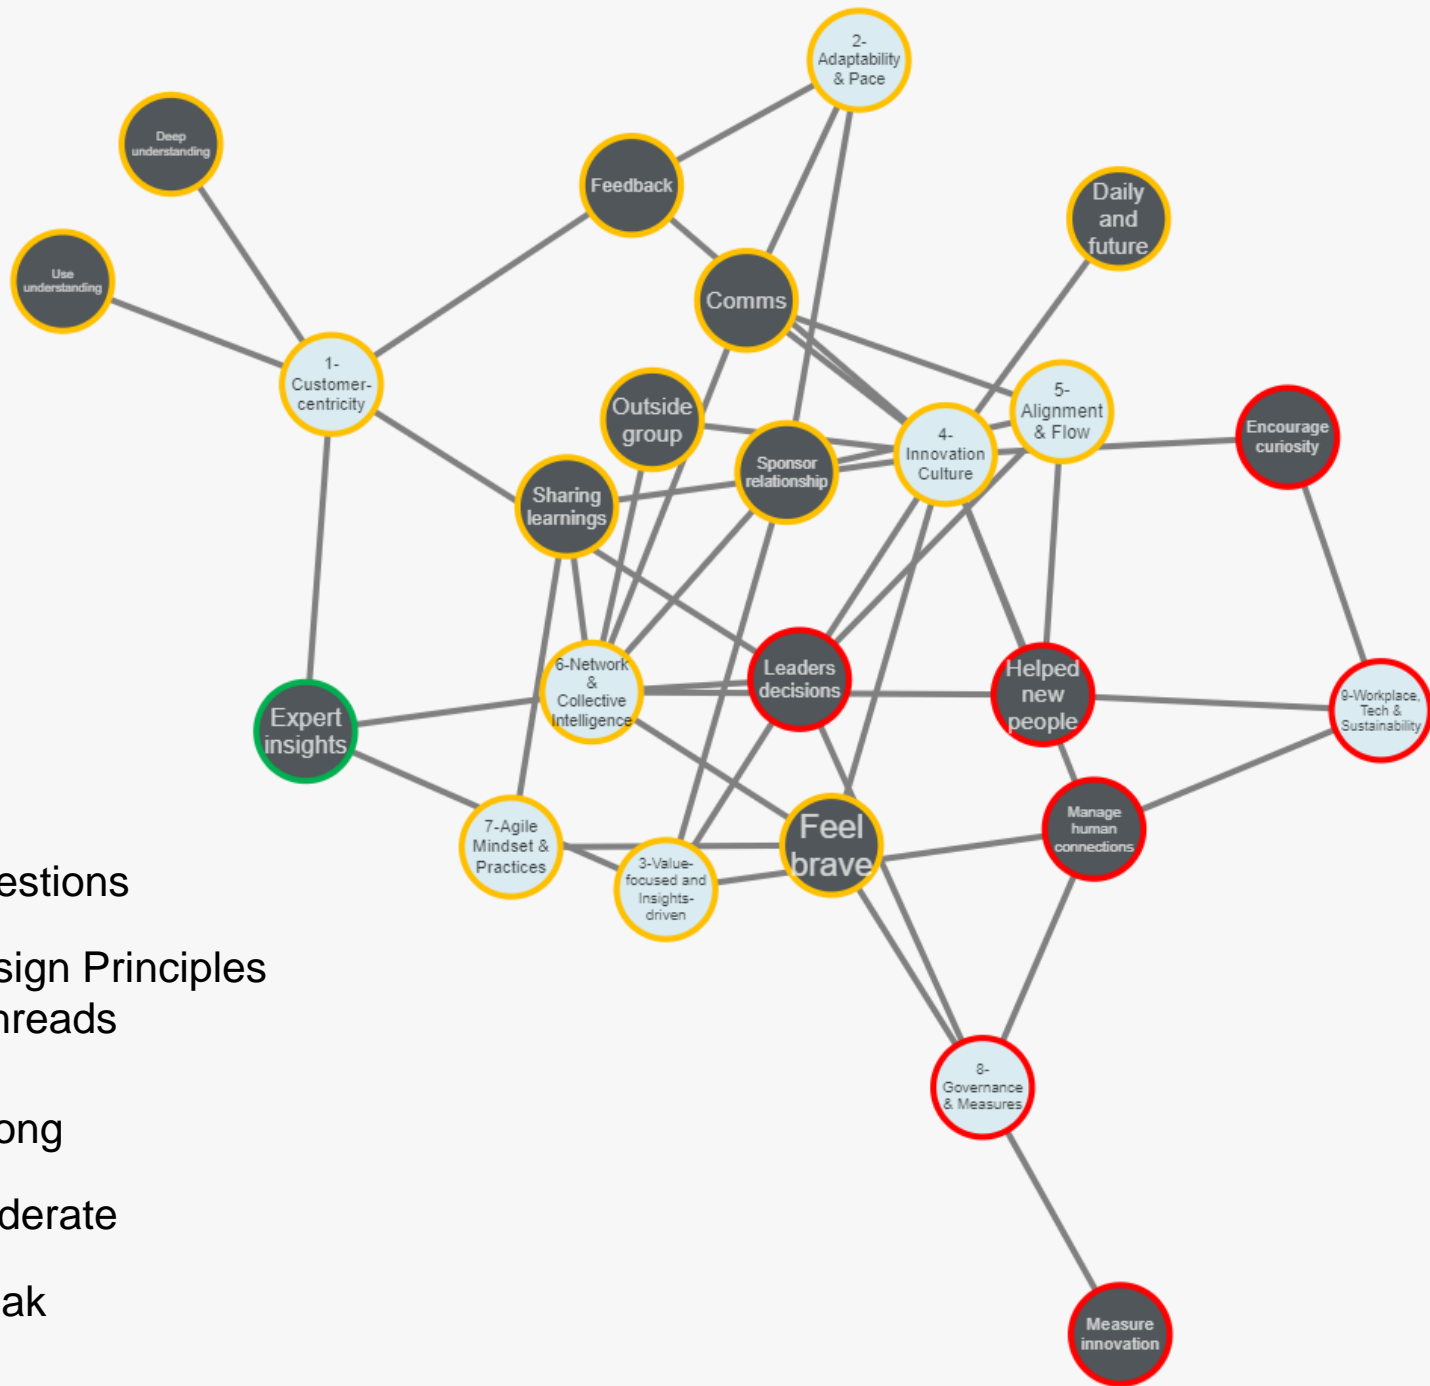 2-
Adaptability
& Pace
Deep
understanding
Feedback
Daily
and
future
Use
understanding
Comms
1-
Customer-
centricity
Outside
group
5-
Alignment
& Flow
4-
Innovation
Culture
Encourage
curiosity
Sponsor
relationship
Sharing
learnings
6-Network
&
Collective
Intelligence
Leaders
decisions
Helped
new
people
9-Workplace,
Tech &
Sustainability
Expert
insights
7-Agile
Mindset &
Practices
3-Value-
focused and
Insights-
driven
Feel
brave
Manage
human
connections
estions
sign Principles
hreads
8-
Governance
& Measures
ong
derate
eak
Measure
innovation